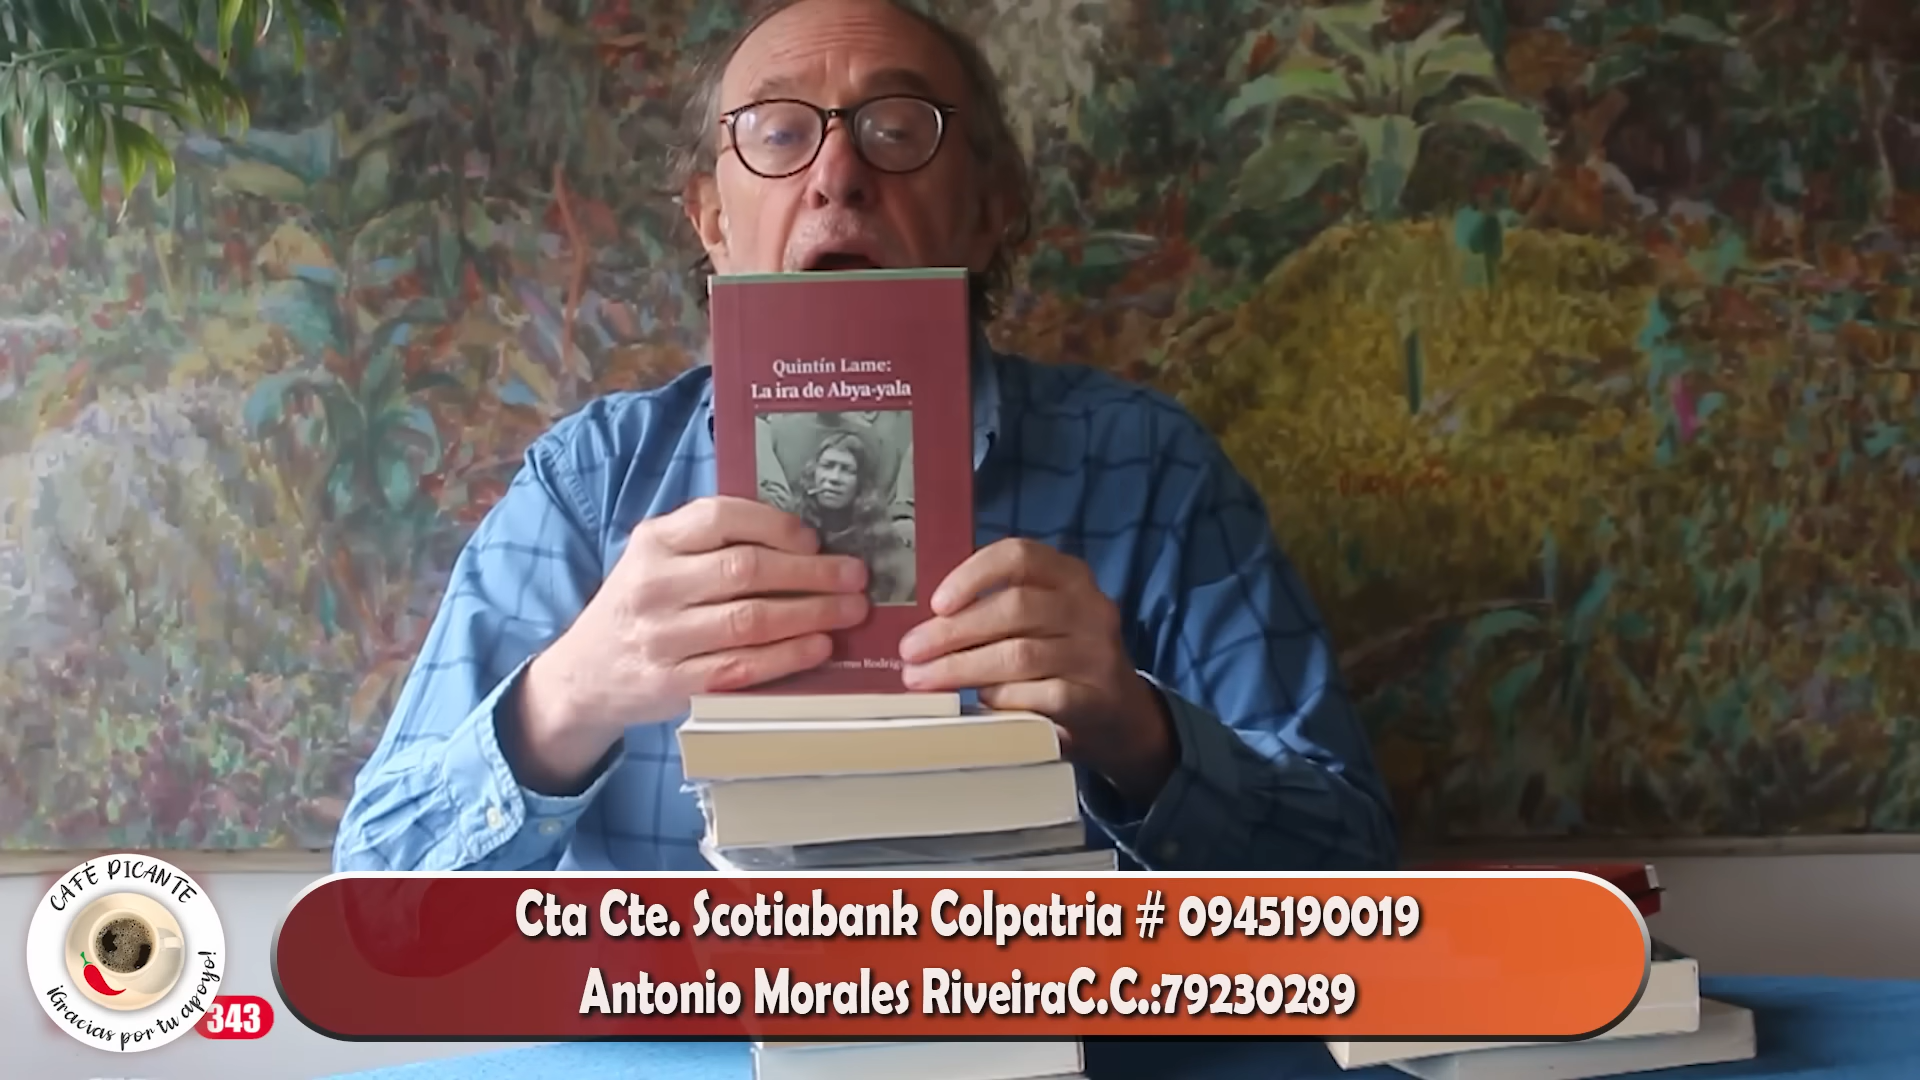 Quintín Lame:
La ira de Abya-yala
CAFÉ PICANTE
¡Gracias por tu apoyo!
343
Cta Cte. Scotiabank Colpatria # 0945190019
Antonio Morales RiveiraC.C.:79230289